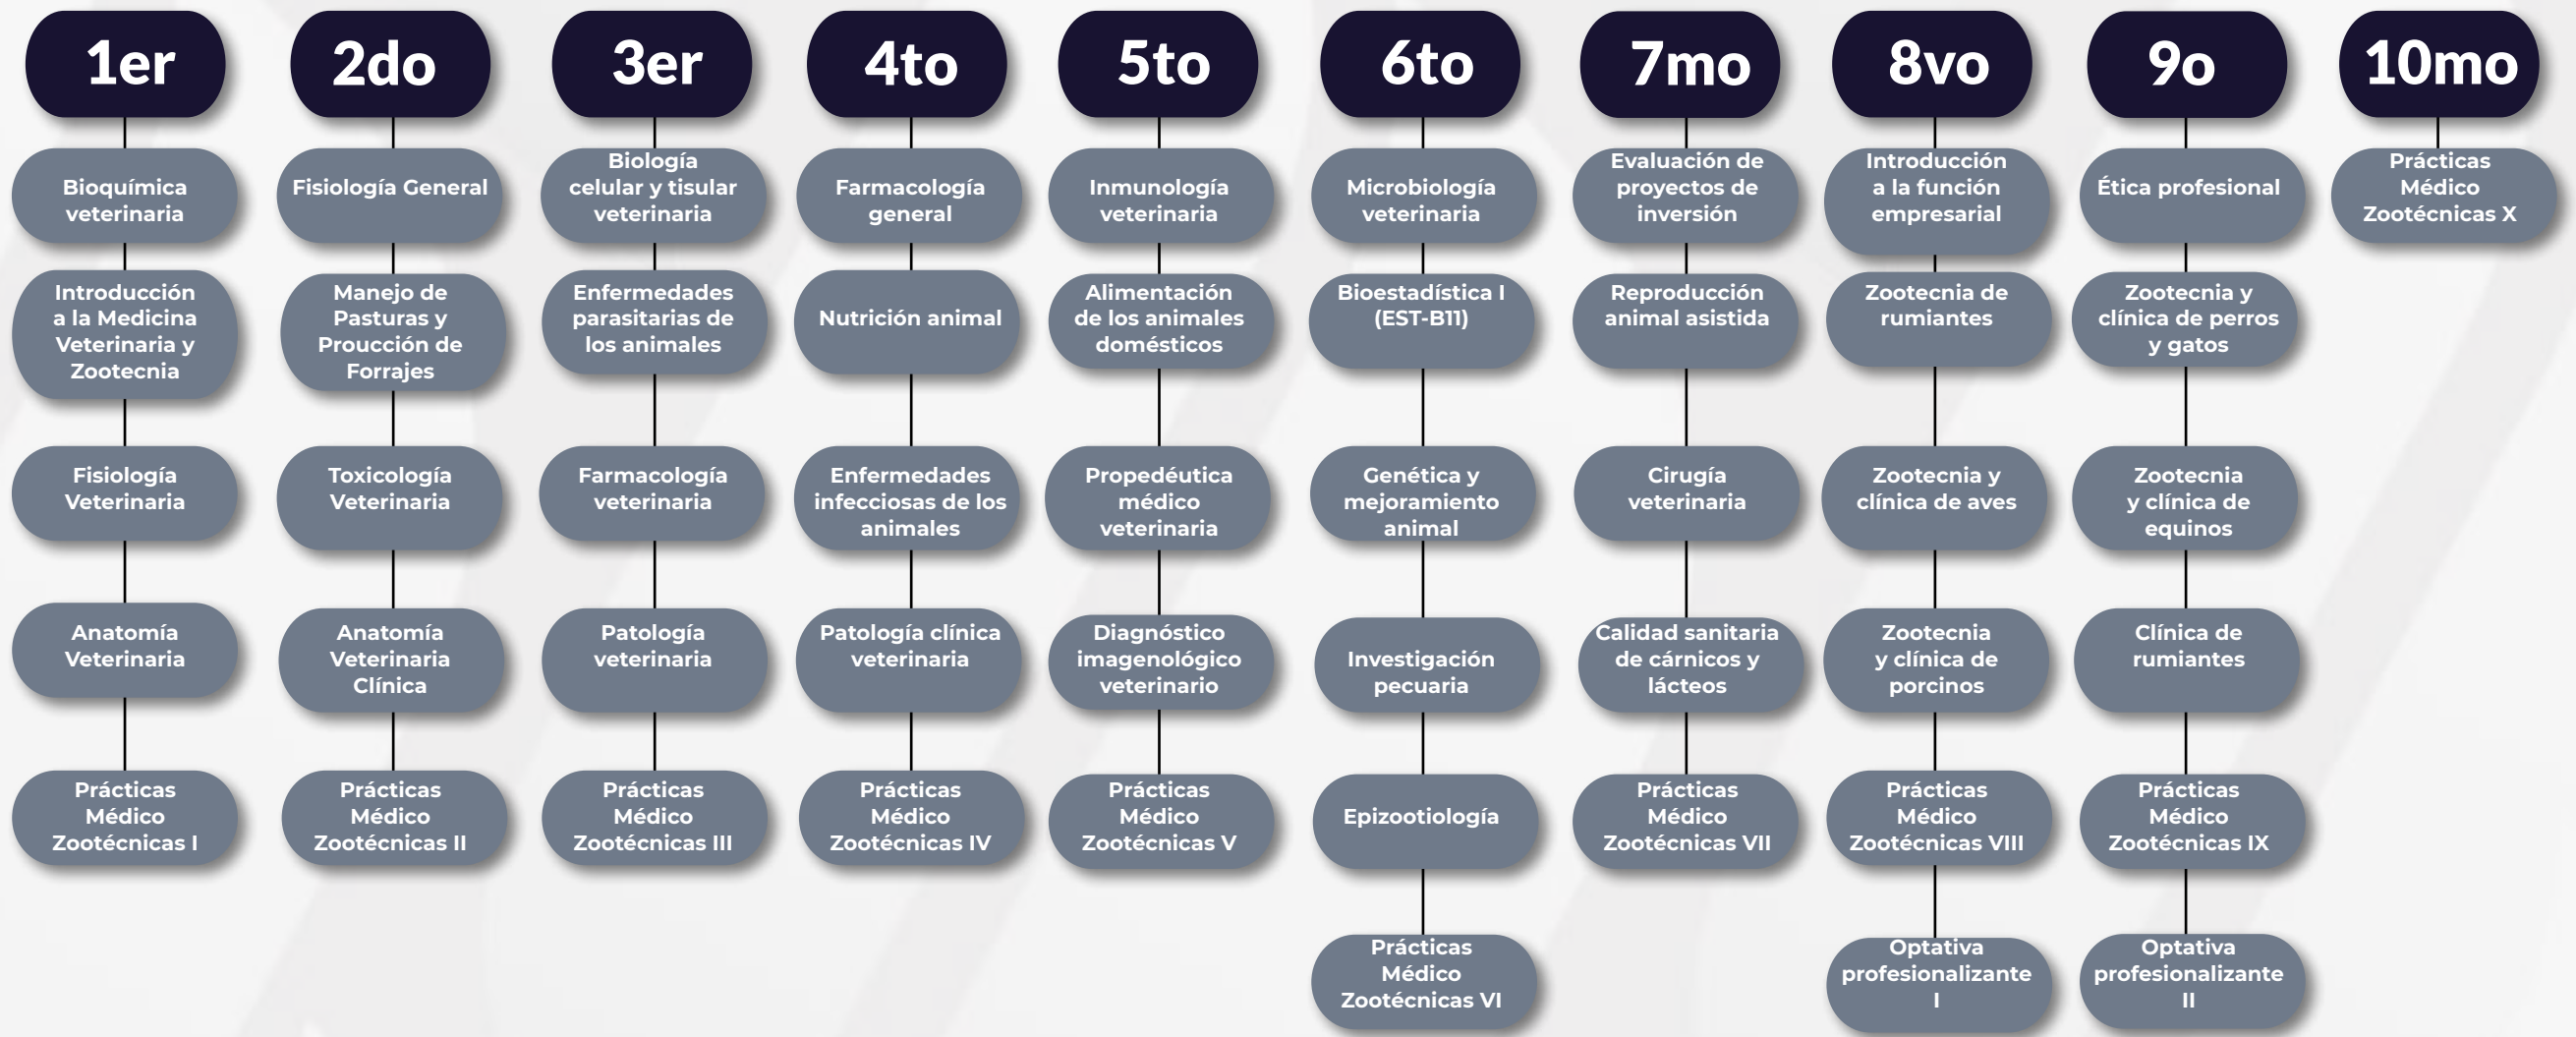 1er
Bioquímica
veterinaria
Introducción
a la Medicina
Veterinaria y
Zootecnia
Fisiología
Veterinaria
Anatomía
Veterinaria
Prácticas
Médico
Zootécnicas I
2do
Fisiología General
Manejo de
Pasturas y
Proucción de
Forrajes
Toxicología
Veterinaria
Anatomía
Veterinaria
Clínica
Prácticas
Médico
Zootécnicas II
3er
Biología
celular y tisular
veterinaria
Enfermedades
parasitarias de
los animales
Farmacología
veterinaria
Patología
veterinaria
Prácticas
Médico
Zootécnicas III
4to
Farmacología
general
Nutrición animal
Enfermedades
infecciosas de los
animales
Patología clínica
veterinaria
Prácticas
Médico
Zootécnicas IV
5to
Inmunología
veterinaria
Alimentación
de los animales
domésticos
Propedéutica
médico
veterinaria
Diagnóstico
imagenológico
veterinario
Prácticas
Médico
Zootécnicas V
6to
Microbiología
veterinaria
Bioestadística I
(EST-B11)
Genética y
mejoramiento
animal
Investigación
pecuaria
Epizootiología
Prácticas
Médico
Zootécnicas VI
7mo
Evaluación de
proyectos de
inversión
Reproducción
animal asistida
Cirugía
veterinaria
Calidad sanitaria
de cárnicos y
lácteos
Prácticas
Médico
Zootécnicas VII
8vo
Introducción
a la función
empresarial
Zootecnia de
rumiantes
Zootecnia y
clínica de aves
Zootecnia
y clínica de
porcinos
Prácticas
Médico
Zootécnicas VIII
Optativa
profesionalizante
I
9o
Ética profesional
Zootecnia y
clínica de perros
y gatos
Zootecnia
y clínica de
equinos
Clínica de
rumiantes
Prácticas
Médico
Zootécnicas IX
Optativa
profesionalizante
II
10mo
Prácticas
Médico
Zootécnicas X